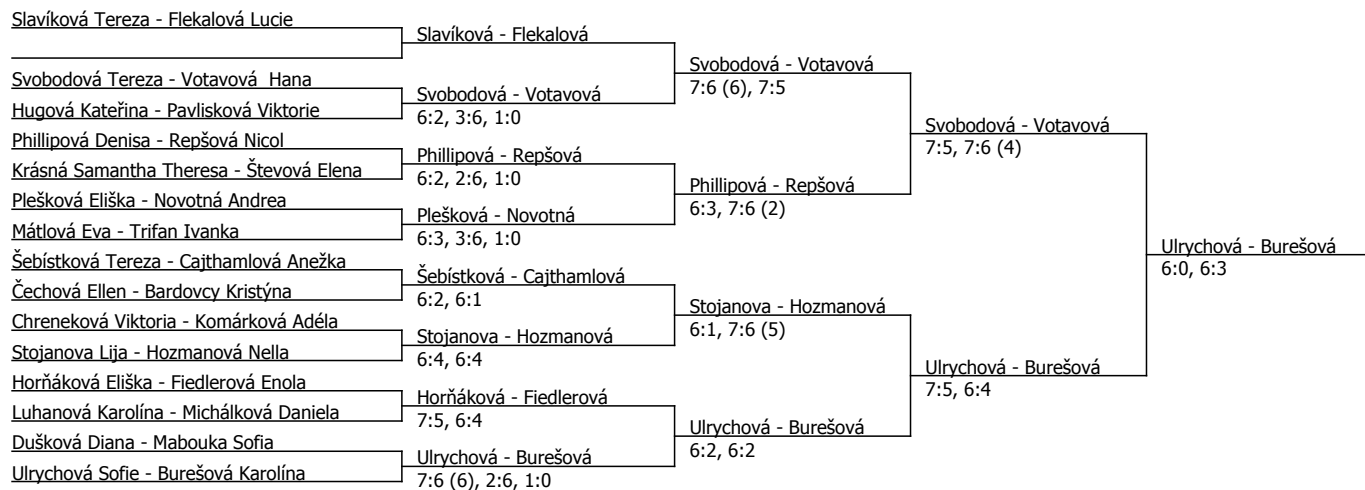 Slavíková Tereza - Flekalová Lucie
Slavíková - Flekalová
Svobodová - Votavová
7:6 (6), 7:5
Svobodová Tereza - Votavová  Hana
Svobodová - Votavová
6:2, 3:6, 1:0
Hugová Kateřina - Pavlisková Viktorie
Svobodová - Votavová
7:5, 7:6 (4)
Phillipová Denisa - Repšová Nicol
Phillipová - Repšová
6:2, 2:6, 1:0
Krásná Samantha Theresa - Števová Elena
Phillipová - Repšová
6:3, 7:6 (2)
Plešková Eliška - Novotná Andrea
Plešková - Novotná
6:3, 3:6, 1:0
Mátlová Eva - Trifan Ivanka
Ulrychová - Burešová
6:0, 6:3
Šebístková Tereza - Cajthamlová Anežka
Šebístková - Cajthamlová
6:2, 6:1
Čechová Ellen - Bardovcy Kristýna
Stojanova - Hozmanová
6:1, 7:6 (5)
Chreneková Viktoria - Komárková Adéla
Stojanova - Hozmanová
6:4, 6:4
Stojanova Lija - Hozmanová Nella
Ulrychová - Burešová
7:5, 6:4
Horňáková Eliška - Fiedlerová Enola
Horňáková - Fiedlerová
7:5, 6:4
Luhanová Karolína - Michálková Daniela
Ulrychová - Burešová
6:2, 6:2
Dušková Diana - Mabouka Sofia
Ulrychová - Burešová
7:6 (6), 2:6, 1:0
Ulrychová Sofie - Burešová Karolína